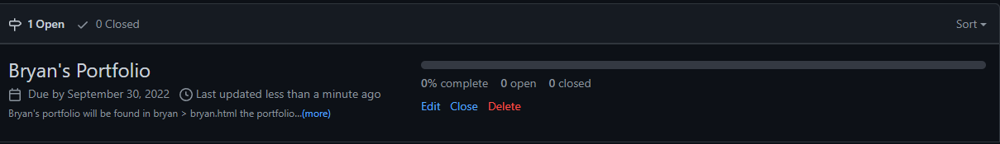 1 Open 0 Closed Sort
Bryan's Portfolio
Due by September 30, 2022 Last updated less than a minute ago
Bryan's portfolio will be found in bryan > bryan.html the portfolio...(more)
0% complete 0 open 0 closed
Edit Close Delete